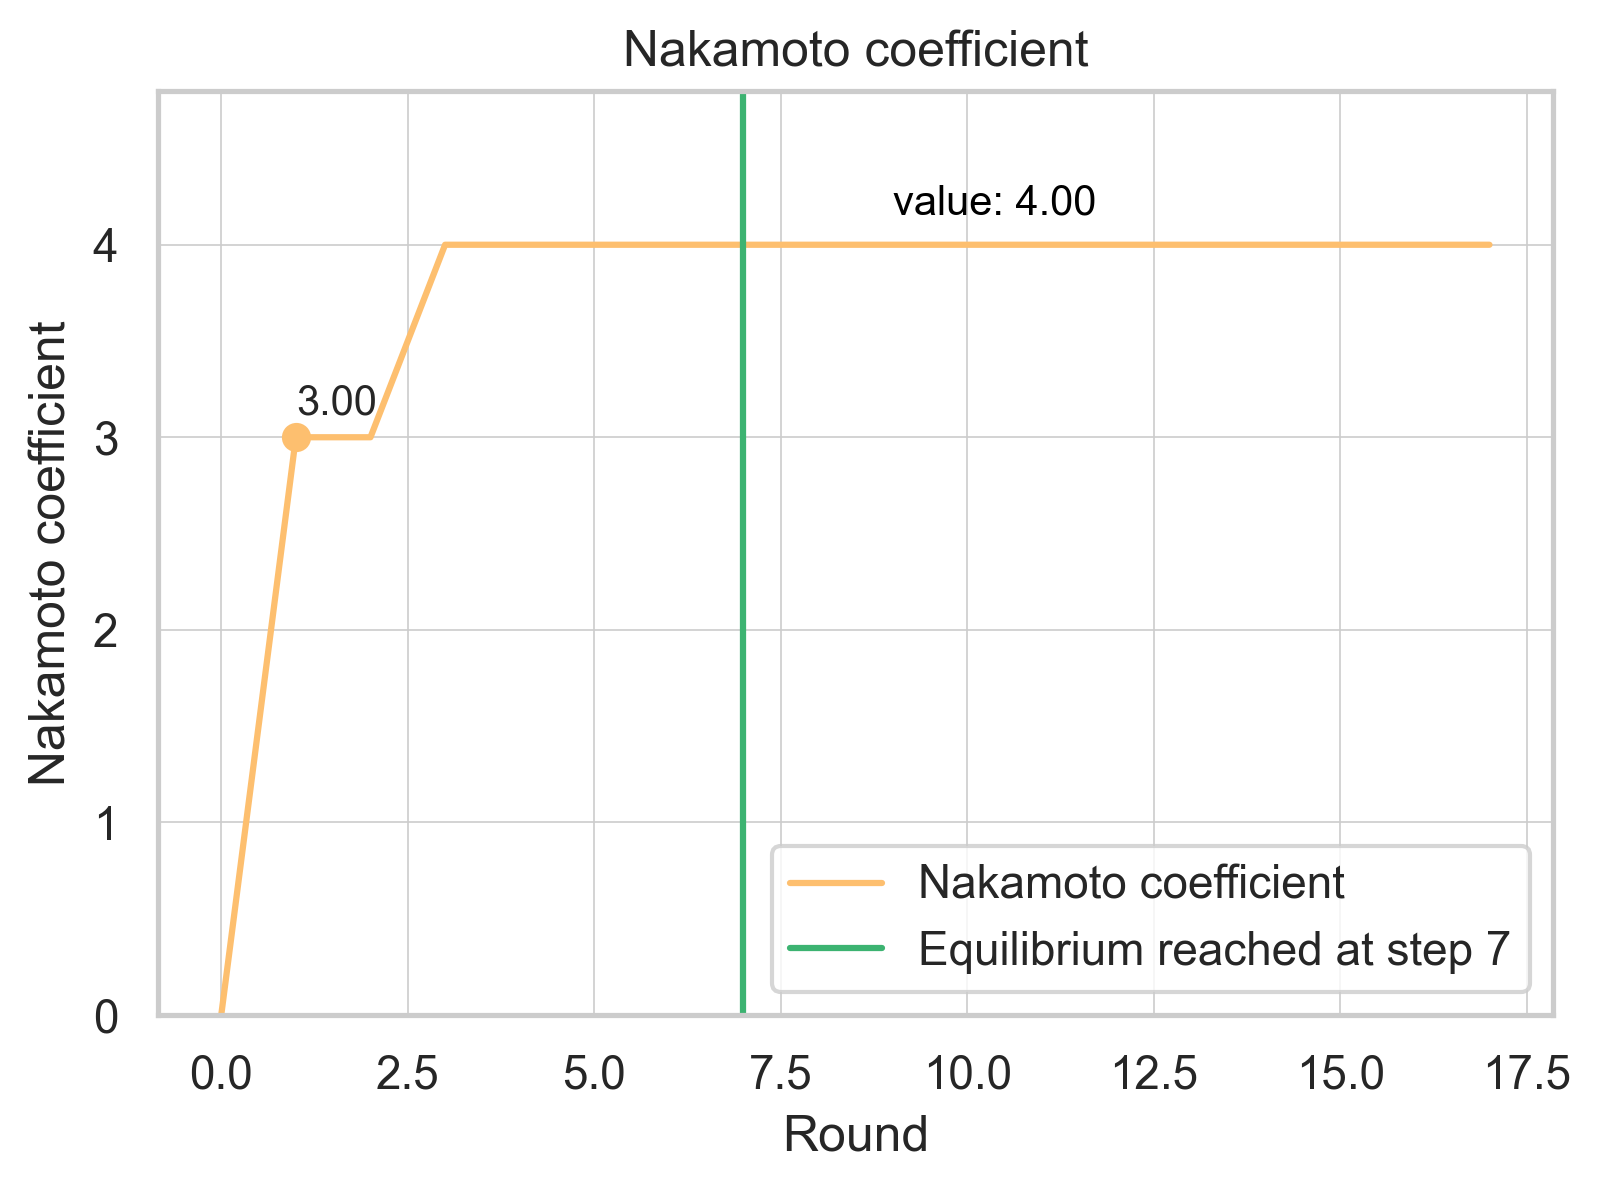 Nakamoto coefficient
value: 4.00
3.00
Nakamoto coefficient
4
3
2
1
0
Nakamoto coefficient
Equilibrium reached at step 7
0.0 2.5 5.0 7.5 10.0 12.5 15.0 17.5
Round